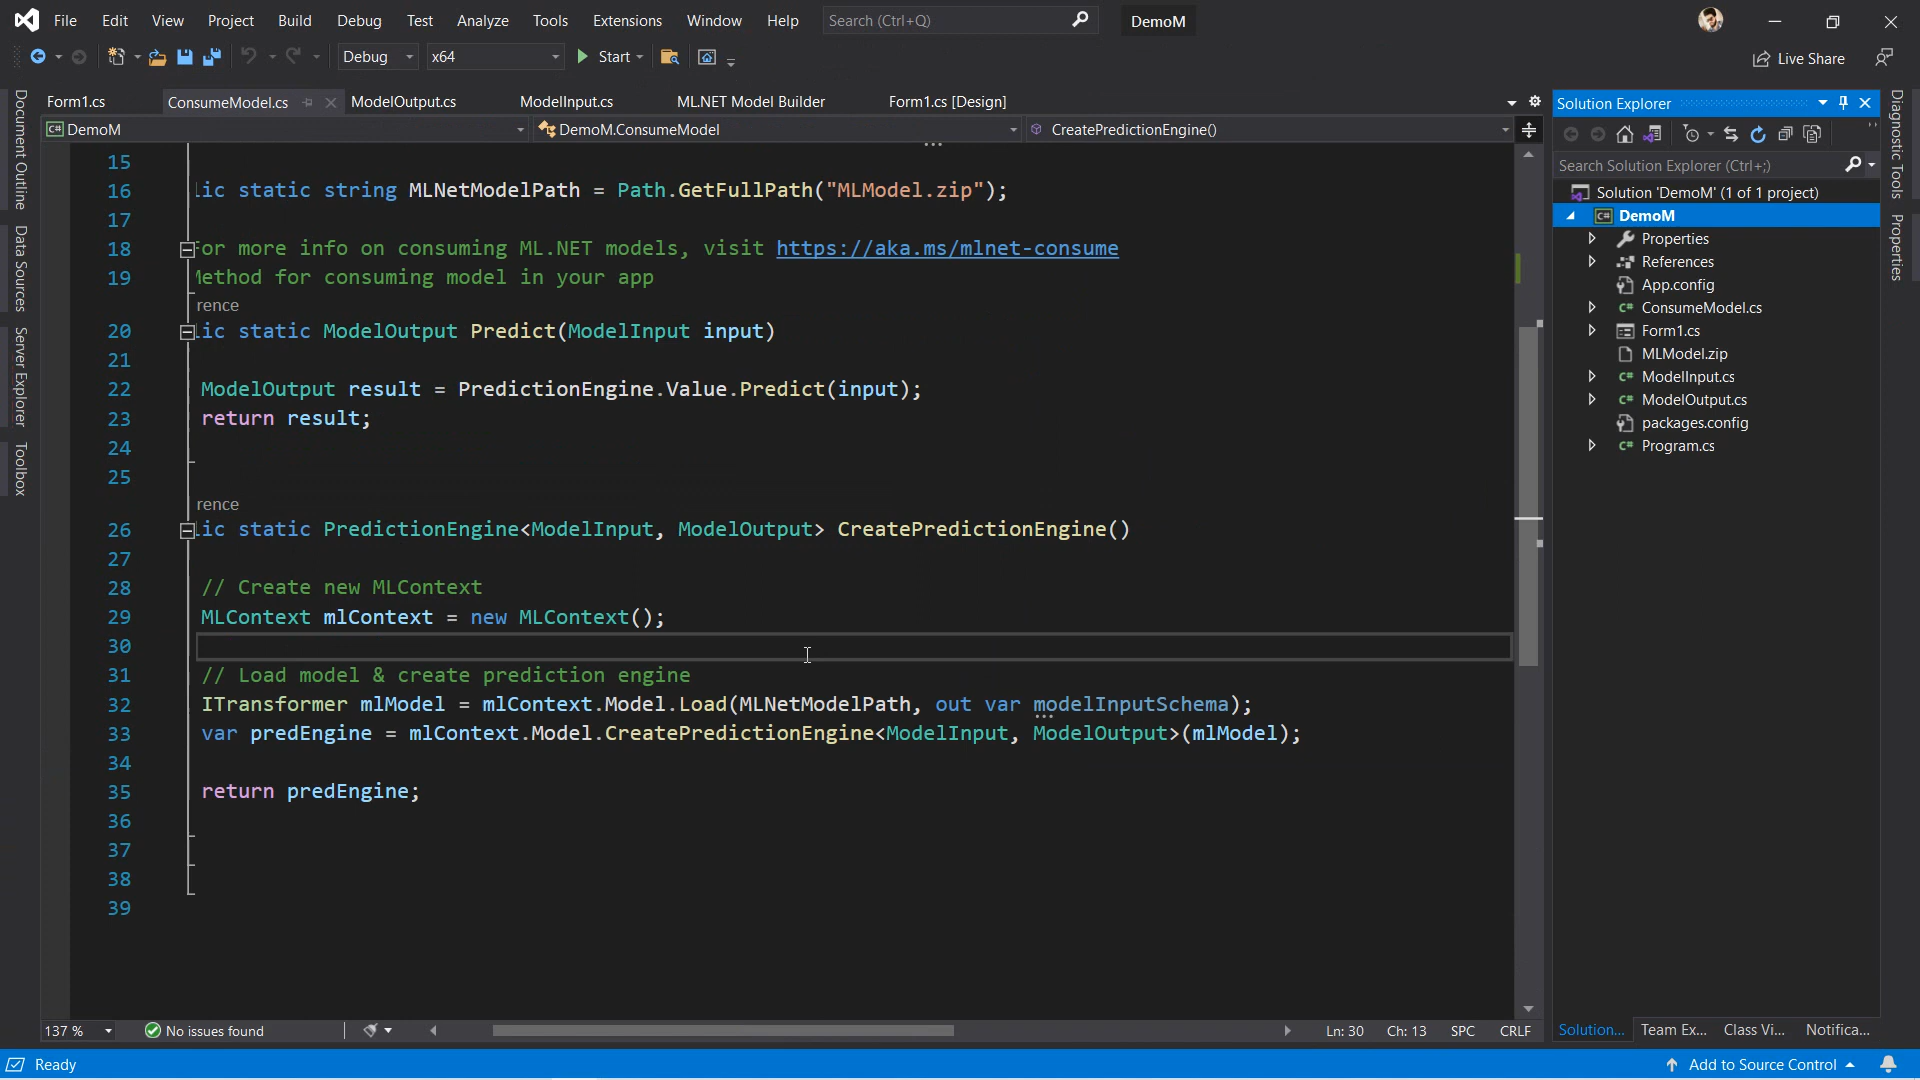 File Edit View Project Build Debug Test Analyze Tools Extensions Window Help Search (Ctrl+Q) DemoM
Debug x64 Start Live Share
Form1.cs ConsumeModel.cs ModelOutput.cs ModelInput.cs ML.NET Model Builder Form1.cs [Design]
DemoM DemoM.ConsumeModel CreatePredictionEngine()
Document Outline
Data Sources
Server Explorer
Toolbox
15
16 lic static string MLNetModelPath = Path.GetFullPath("MLModel.zip");
17
18 For more info on consuming ML.NET models, visit https://aka.ms/mlnet-consume
19 Method for consuming model in your app
rence
20 lic static ModelOutput Predict(ModelInput input)
21
22 ModelOutput result = PredictionEngine.Value.Predict(input);
23 return result;
24
25
rence
26 lic static PredictionEngine<ModelInput, ModelOutput> CreatePredictionEngine()
27
28 // Create new MLContext
29 MLContext mlContext = new MLContext();
30
31 // Load model & create prediction engine
32 ITransformer mlModel = mlContext.Model.Load(MLNetModelPath, out var modelInputSchema);
33 var predEngine = mlContext.Model.CreatePredictionEngine<ModelInput, ModelOutput>(mlModel);
34
35 return predEngine;
36
37
38
39
137 % No issues found Ln: 30 Ch: 13 SPC CRLF
Solution Explorer
Search Solution Explorer (Ctrl+;)
Solution 'DemoM' (1 of 1 project)
C# DemoM
Properties
References
App.config
C# ConsumeModel.cs
Form1.cs
MLModel.zip
C# ModelInput.cs
C# ModelOutput.cs
packages.config
C# Program.cs
Solution... Team Ex... Class Vi... Notifica...
Diagnostic Tools
Properties
Ready Add to Source Control